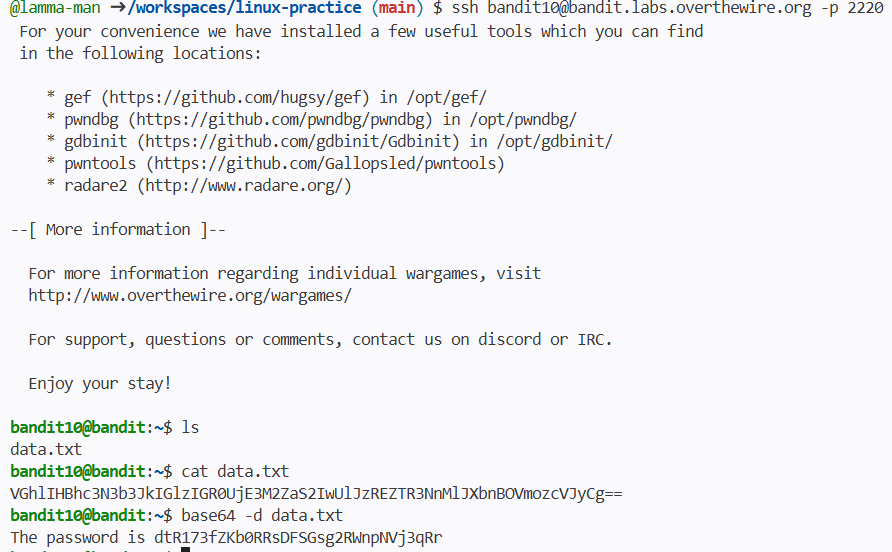 @lamma-man ➜/workspaces/linux-practice (main) $ ssh bandit10@bandit.labs.overthewire.org -p 2220
For your convenience we have installed a few useful tools which you can find
in the following locations:
* gef (https://github.com/hugsy/gef) in /opt/gef/
* pwndbg (https://github.com/pwndbg/pwndbg) in /opt/pwndbg/
* gdbinit (https://github.com/gdbinit/Gdbinit) in /opt/gdbinit/
* pwntools (https://github.com/Gallopsled/pwntools)
* radare2 (http://www.radare.org/)
--[ More information ]--
For more information regarding individual wargames, visit
http://www.overthewire.org/wargames/
For support, questions or comments, contact us on discord or IRC.
Enjoy your stay!
bandit10@bandit:~$ ls
data.txt
bandit10@bandit:~$ cat data.txt
VGhlIHBhc3N3b3JkIGlzIGR0UjE3M2ZaS2IwUlJzREZTR3NnMlJXbnBOVmozcVJyCg==
bandit10@bandit:~$ base64 -d data.txt
The password is dtR173fZKb0RRsDFSGsg2RWnpNVj3qRr